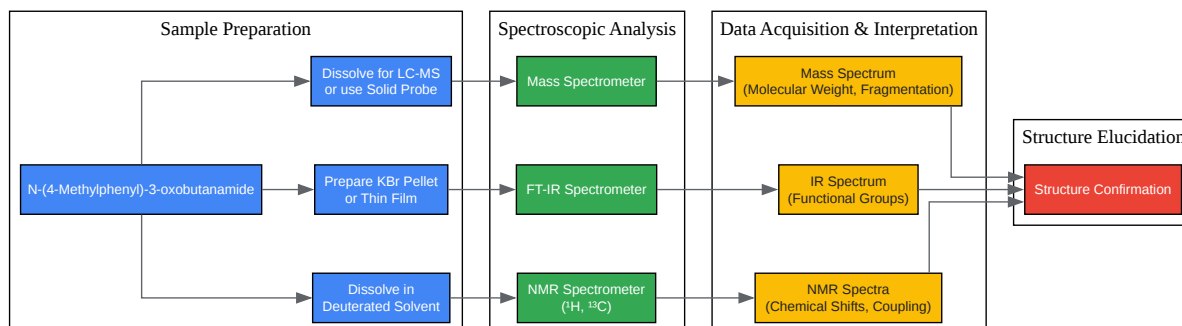 Sample Preparation
Spectroscopic Analysis
Data Acquisition & Interpretation
Dissolve for LC-MS
or use Solid Probe
Mass Spectrometer
Mass Spectrum
(Molecular Weight, Fragmentation)
Structure Elucidation
N-(4-Methylphenyl)-3-oxobutanamide
Prepare KBr Pellet
or Thin Film
FT-IR Spectrometer
IR Spectrum
(Functional Groups)
Structure Confirmation
Dissolve in
Deuterated Solvent
NMR Spectrometer
(¹H, ¹³C)
NMR Spectra
(Chemical Shifts, Coupling)